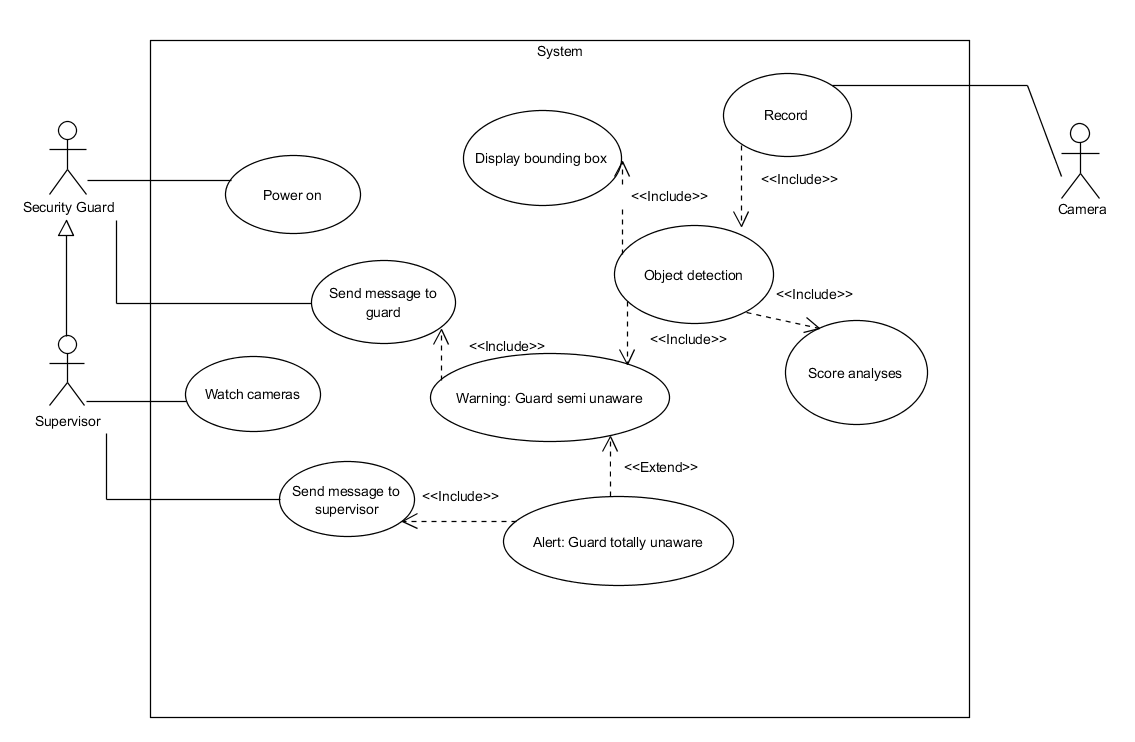 System
Record
Display bounding box
<<Include>>
<<Include>>
Power on
Security Guard
Camera
Object detection
Send message to
guard
<<Include>>
<<Include>>
<<Include>>
Score analyses
Watch cameras
Warning: Guard semi unaware
Supervisor
<<Extend>>
Send message to
supervisor
<<Include>>
Alert: Guard totally unaware